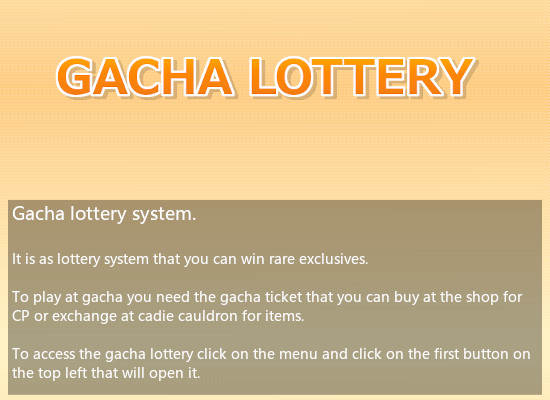 GACHA LOTTERY
Gacha lottery system.
It is as lottery system that you can win rare exclusives.
To play at gacha you need the gacha ticket that you can buy at the shop for
CP or exchange at cadie cauldron for items.
To access the gacha lottery click on the menu and click on the first button on
the top left that will open it.